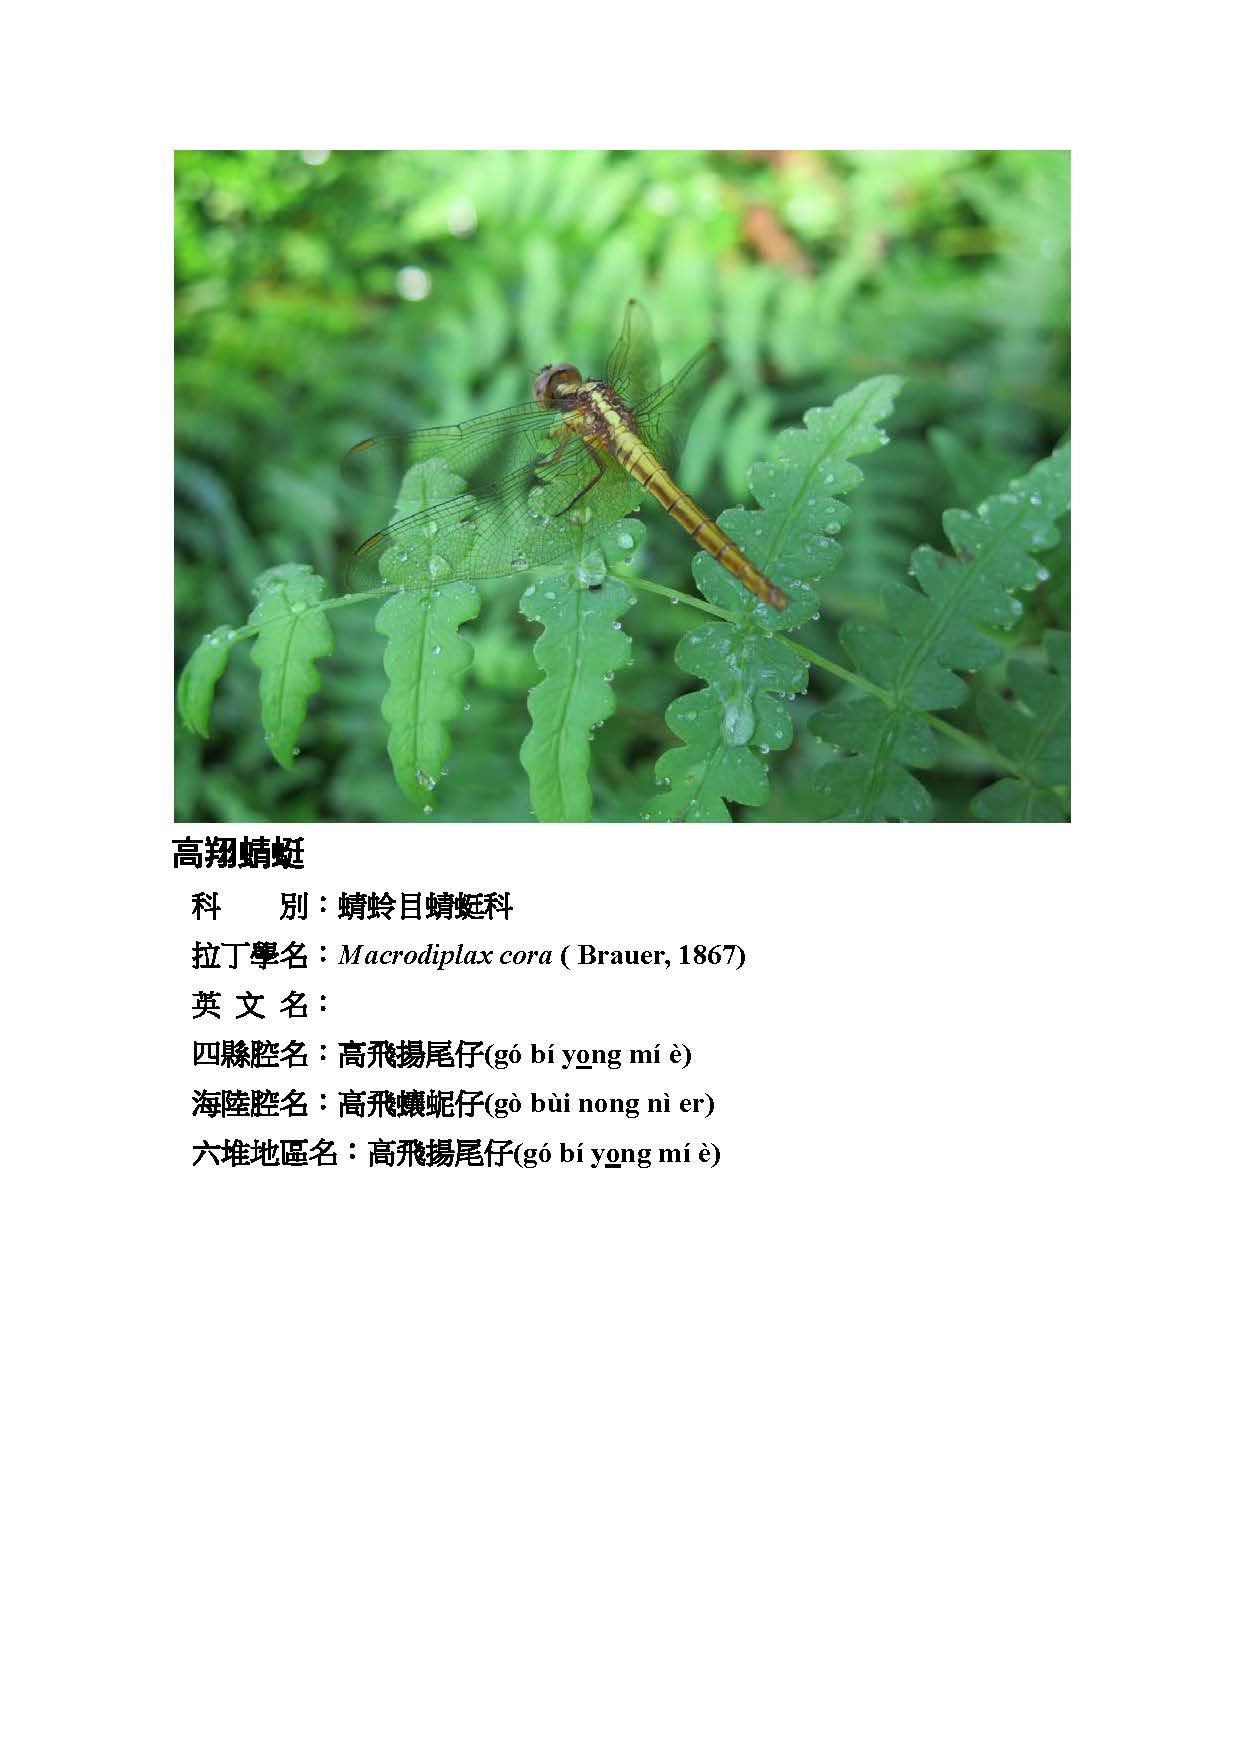 高翔蜻蜓
科　　別：蜻蛉目蜻蜓科
拉丁學名：Macrodiplax cora ( Brauer, 1867)
英 文 名：
四縣腔名：高飛揚尾仔(gó bí yong mí è)
海陸腔名：高飛蠰蚭仔(gò bùi nong nì er)
六堆地區名：高飛揚尾仔(gó bí yong mí è)